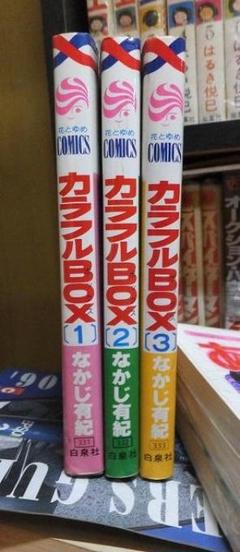 花とゆめ
COMICS
カラフルBOX
[1]
なかじ有紀
白泉社
花とゆめ
COMICS
カラフルBOX
[2]
なかじ有紀
白泉社
花とゆめ
COMICS
カラフルBOX
[3]
なかじ有紀
353
白泉社
はるき悦巳
ERS GUI